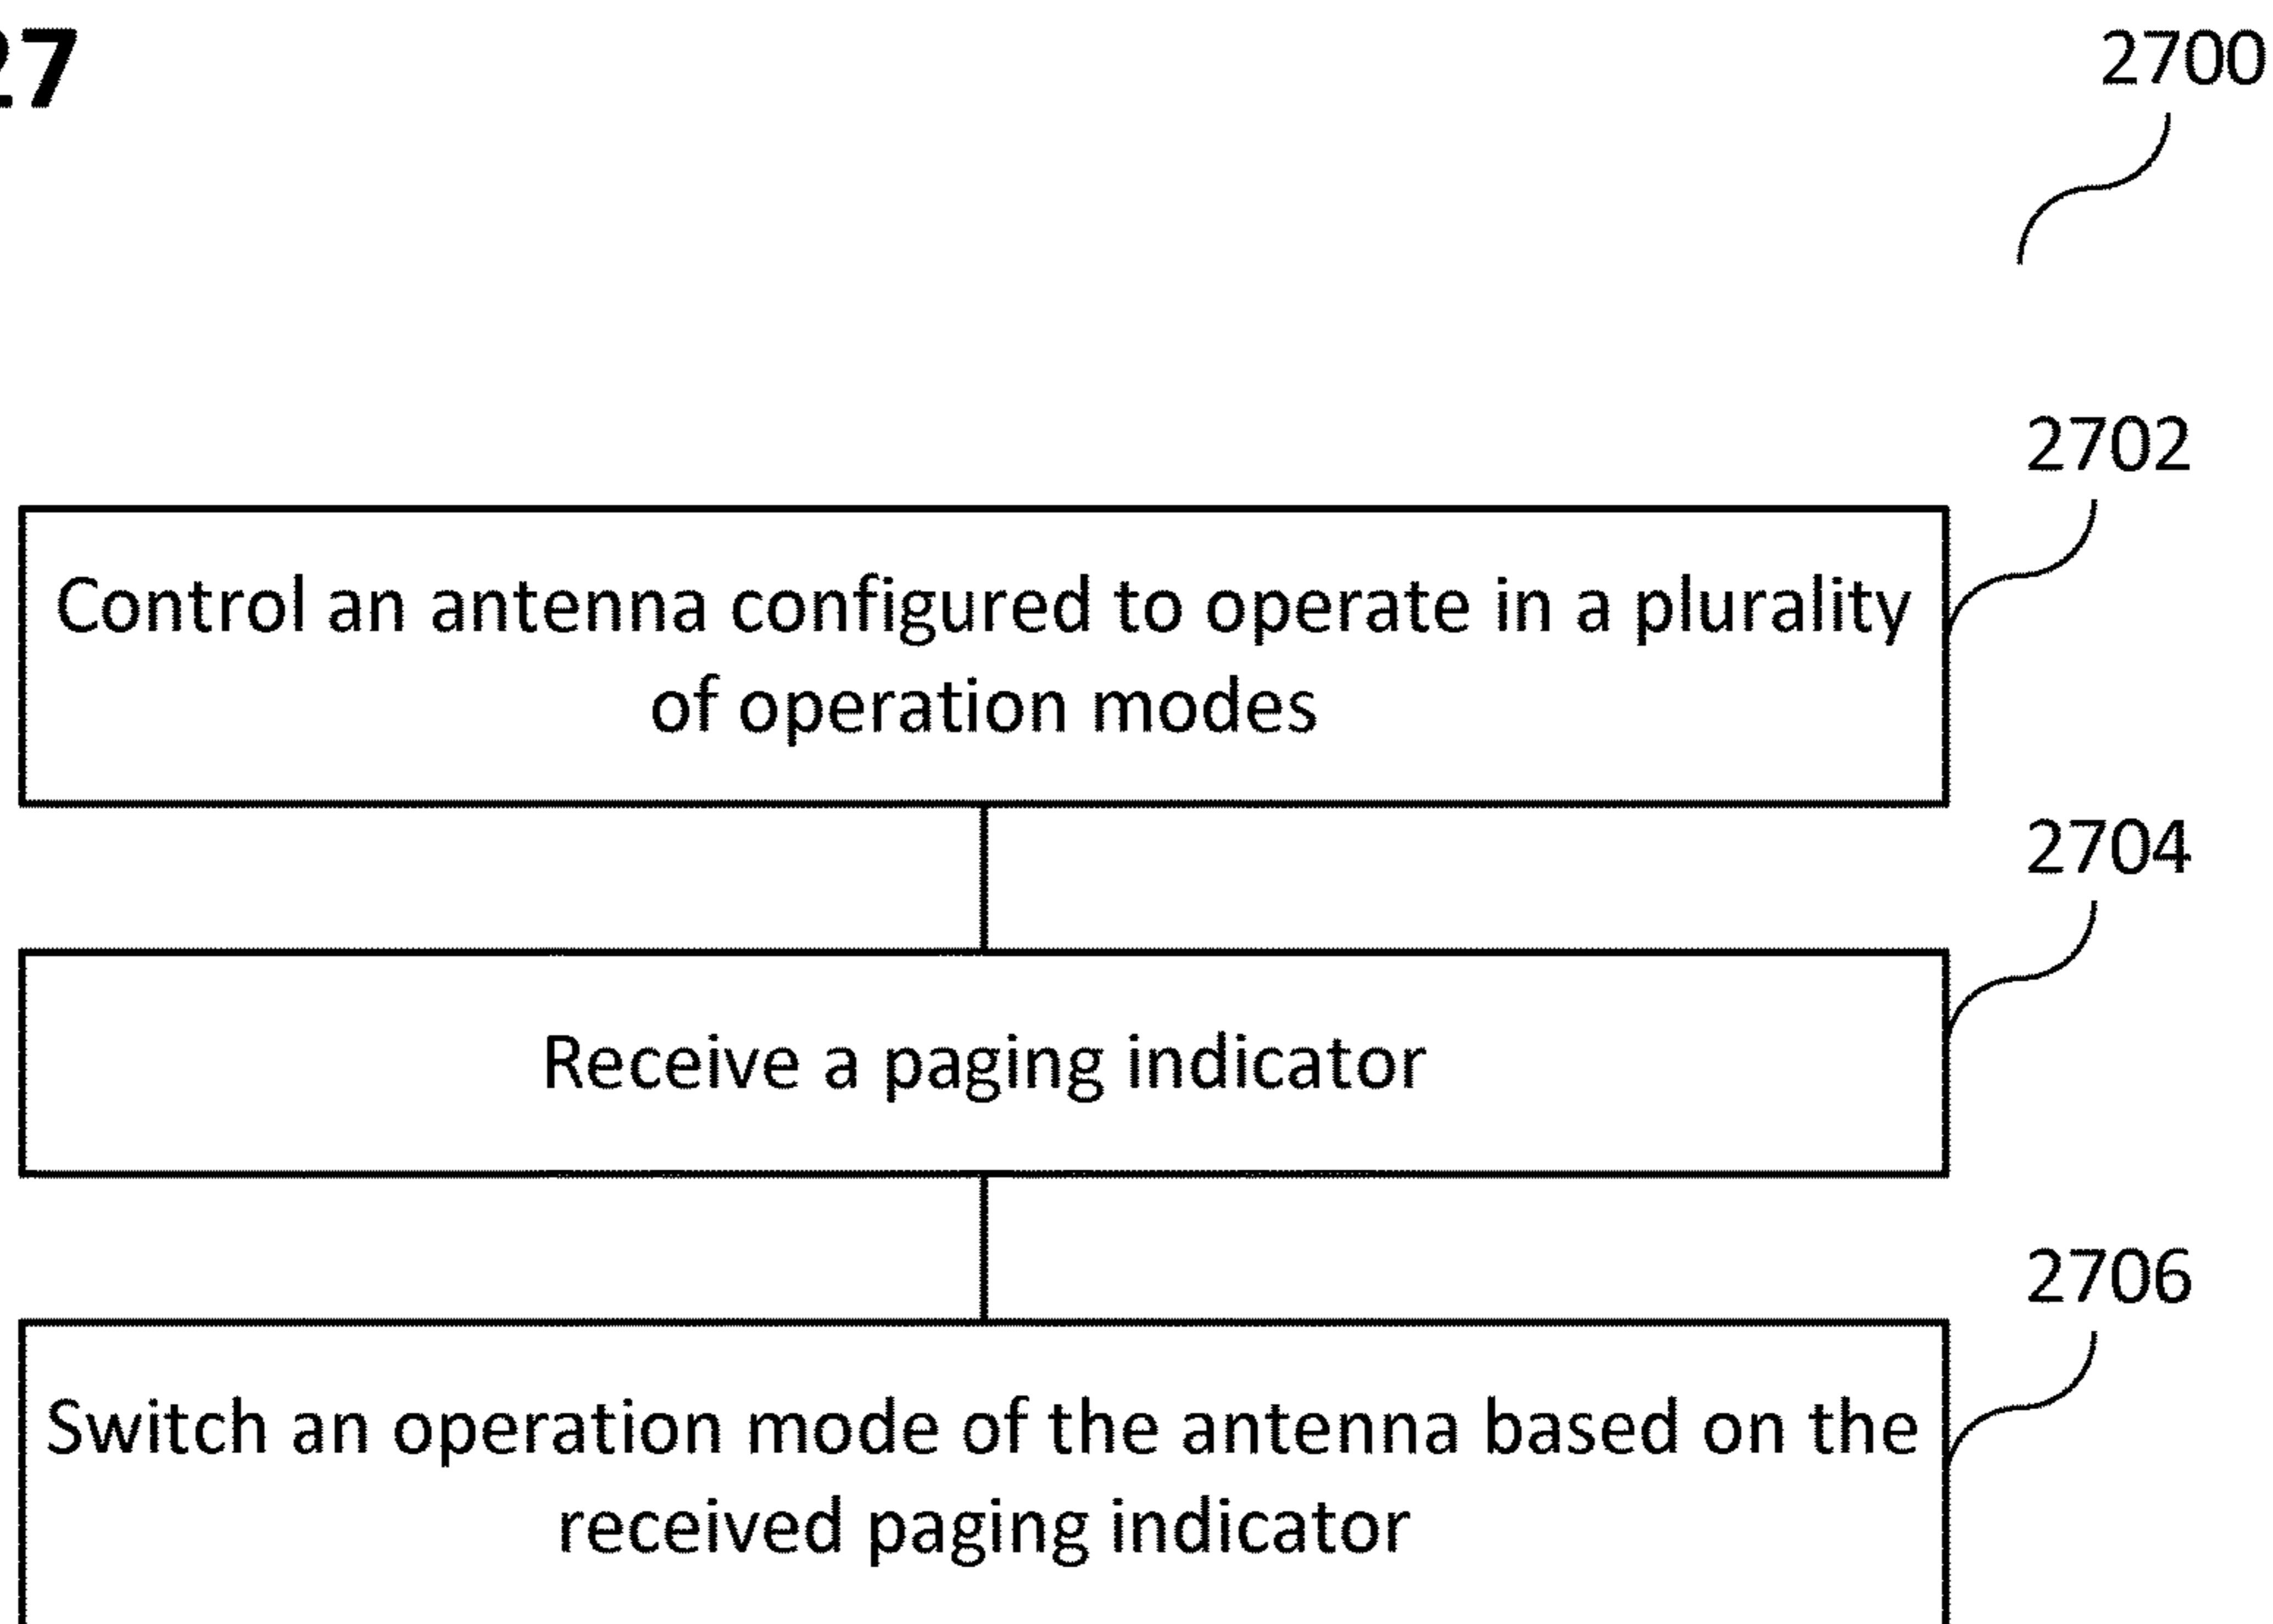 27
2700
2702
Control an antenna configured to operate in a plurality
of operation modes
2704
Receive a paging indicator
2706
Switch an operation mode of the antenna based on the
received paging indicator